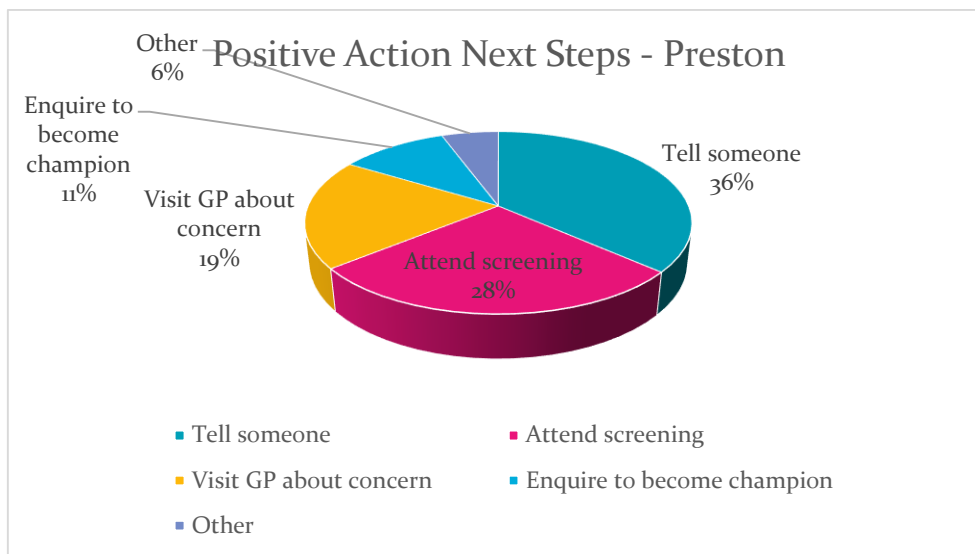 Positive Action Next Steps - Preston
Other
6%
Enquire to
become
champion
11%
Visit GP about
concern
19%
Tell someone
36%
Attend screening
28%
Tell someone
Attend screening
Visit GP about concern
Enquire to become champion
Other